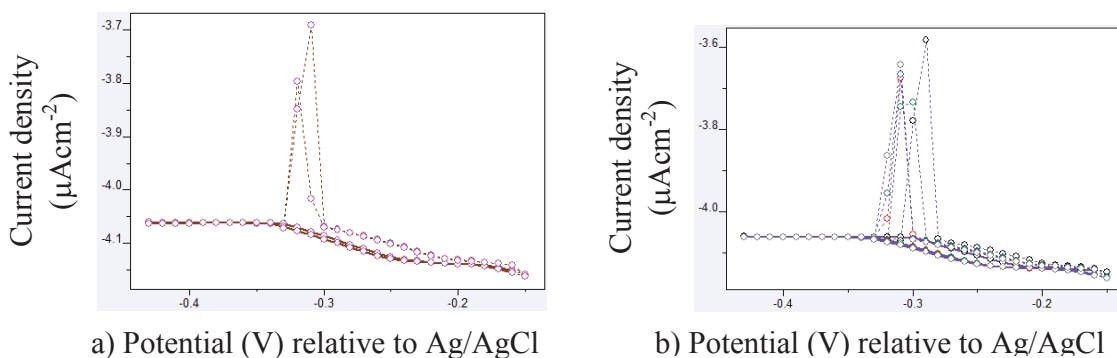 Current density
(μAcm-2)
-3.7
-3.8
-3.9
-4.0
-4.1
-0.4
-0.3
-0.2
a) Potential (V) relative to Ag/AgCl
Current density
(μAcm-2)
-3.6
-3.8
-4.0
-0.4
-0.3
-0.2
b) Potential (V) relative to Ag/AgCl